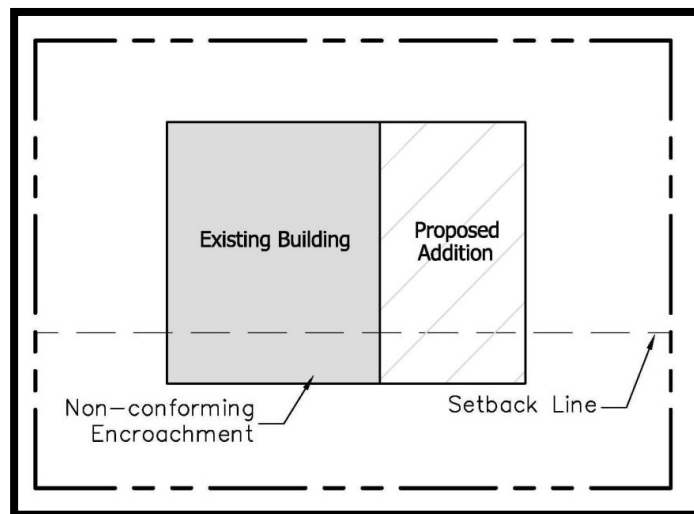 Existing Building
Proposed
Addition
Non-conforming
Encroachment
Setback Line